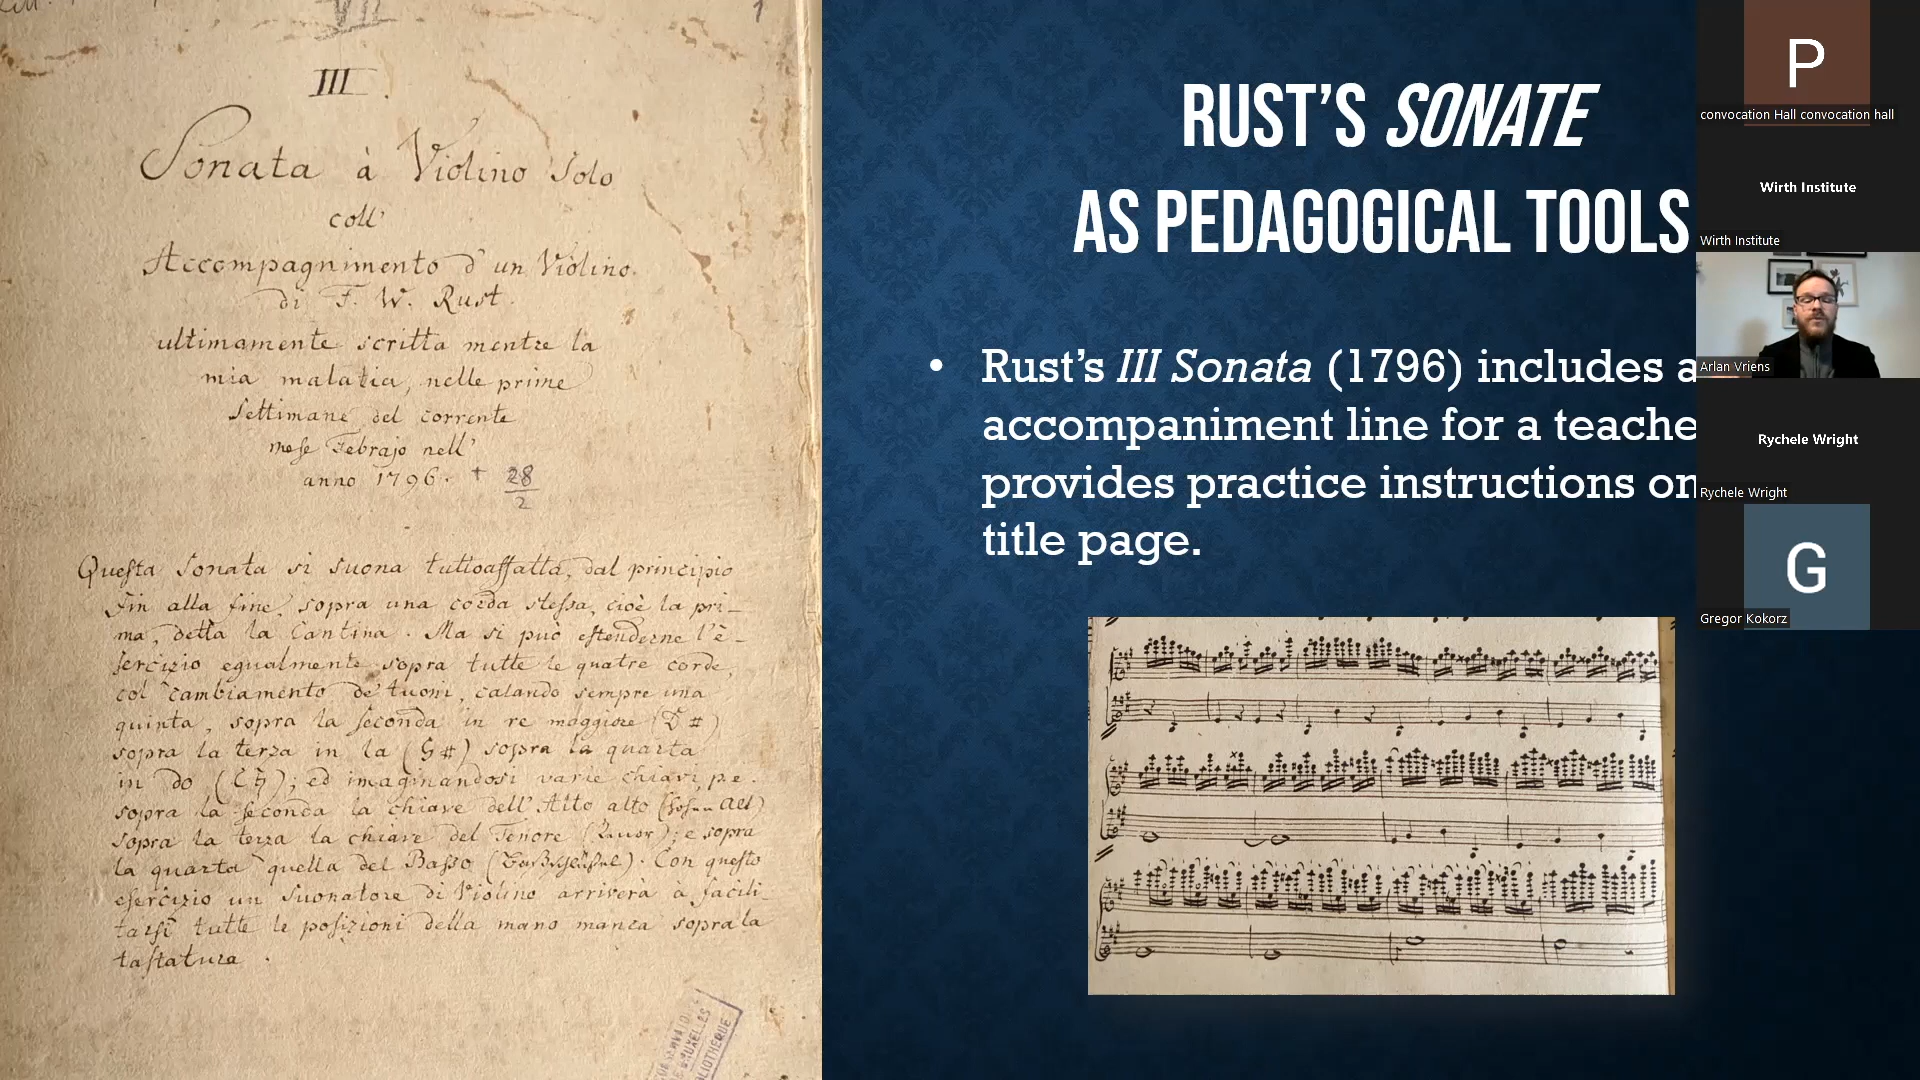 III
Sonata à Violino Solo
coll'
Accompagnimento d'un Violino.
di F. W. Rust.
ultimamente scritta mentre la
mia malatia, nelle prime
Settimane del corrente
mese Febrajo nell'
anno 1796. + 28/2
Questa Sonata si suona tuttoaffatta, dal principio
fin alla fine, sopra una corda stessa, cioè la pri-
ma, detta la Cantina. Ma si può estenderne l'e-
sercizio egualmente sopra tutte le quatre corde,
col cambiamento de' tuoni, calando sempre una
quinta, sopra la seconda in re maggiore (D#)
sopra la terza in la (G#) sopra la quarta
in do (C♮); ed imaginandosi varie chiavi, p.e.
sopra la seconda la chiave dell'Alto alto
sopra la terza la chiave del Tenore; e sopra
la quarta quella del Basso. Con questo
esercizio un Suonatore di Violino arriverà à facili-
tarsi tutte le posizioni della mano manca sopra la
tastatura.
BRUXELLES
BIBLIOTHÈQUE
RUST'S SONATE
AS PEDAGOGICAL TOOLS
• Rust's III Sonata (1796) includes a
accompaniment line for a teache
provides practice instructions on
title page.
P
convocation Hall convocation hall
Wirth Institute
Wirth Institute
Arlan Vriens
Rychele Wright
Rychele Wright
G
Gregor Kokorz